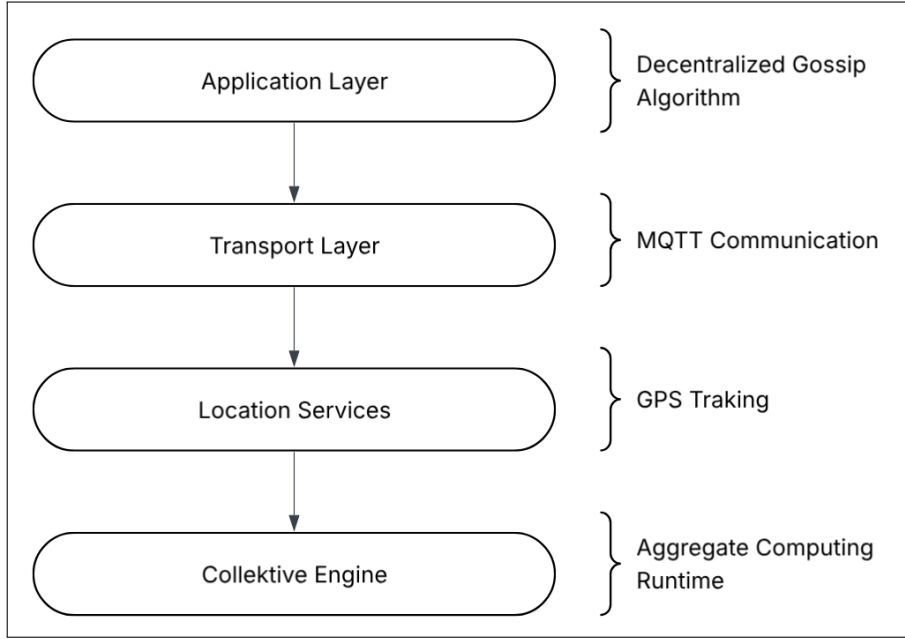 Application Layer
Decentralized Gossip
Algorithm
Transport Layer
MQTT Communication
Location Services
GPS Traking
Collektive Engine
Aggregate Computing
Runtime